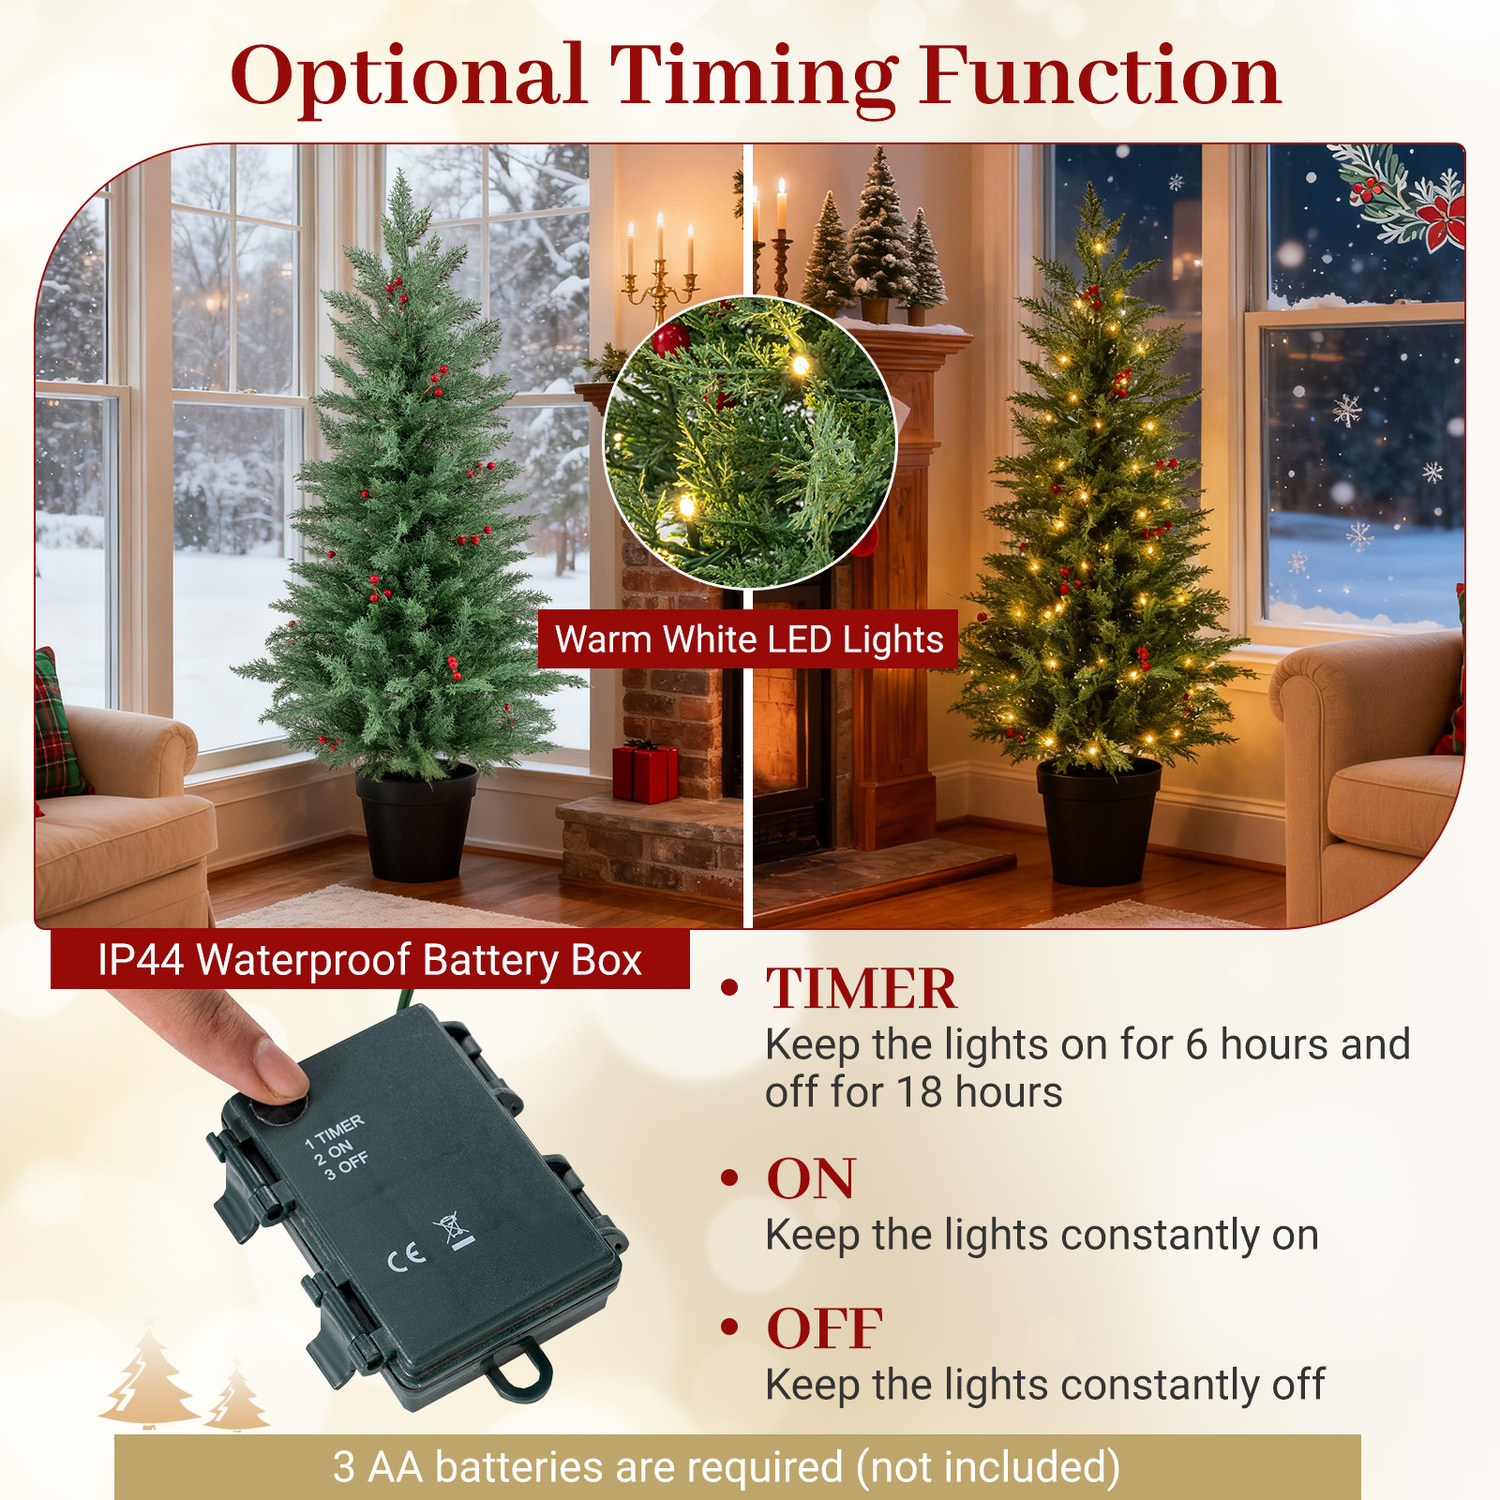 Optional Timing Function
Warm White LED Lights
IP44 Waterproof Battery Box
1 TIMER
2 ON
3 OFF
CE
• TIMER
Keep the lights on for 6 hours and
off for 18 hours
• ON
Keep the lights constantly on
• OFF
Keep the lights constantly off
3 AA batteries are required (not included)